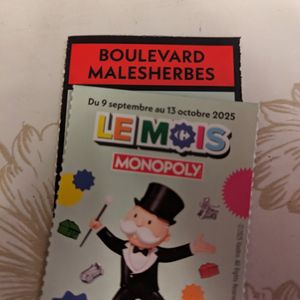 BOULEVARD
MALESHERBES
Du 9 septembre au 13 octobre 2025
LE MOIS
MONOPOLY